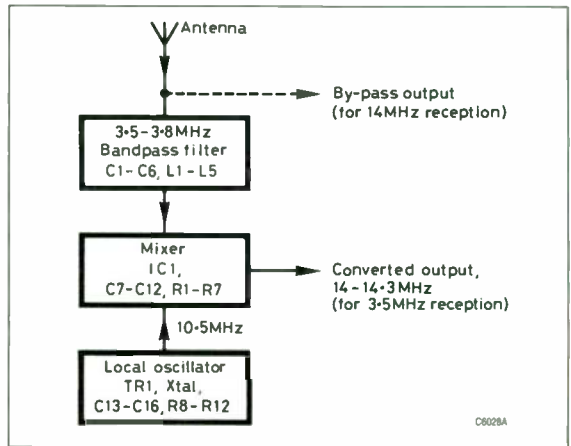 Antenna
By-pass output
(for 14MHz reception)
3·5-3·8MHz
Bandpass filter
C1-C6, L1-L5
Mixer
IC1,
C7-C12, R1-R7
Converted output,
14-14·3MHz
(for 3·5MHz reception)
10·5MHz
Local oscillator
TR1, Xtal,
C13-C16, R8-R12
C6028A